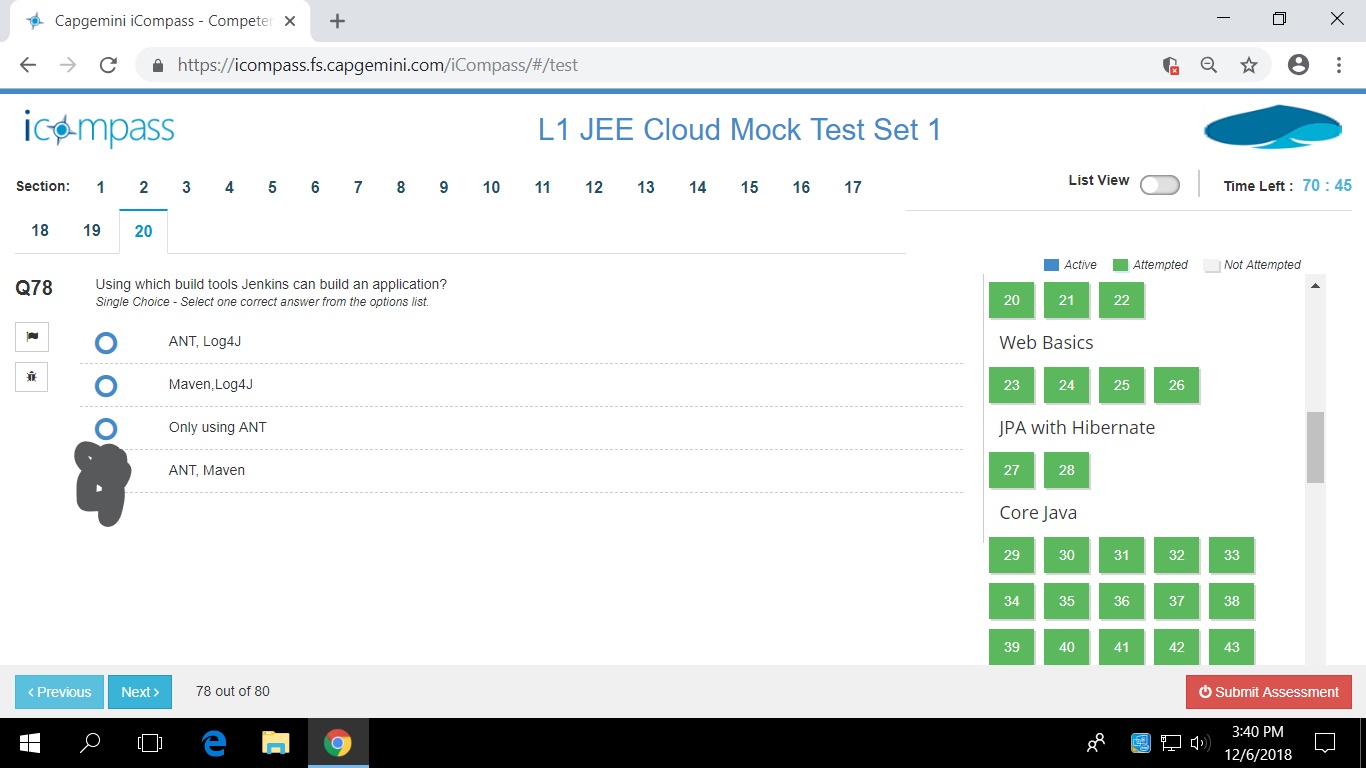 Capgemini iCompass - Competen
https://icompass.fs.capgemini.com/iCompass/#/test
icompass
L1 JEE Cloud Mock Test Set 1
Section: 1 2 3 4 5 6 7 8 9 10 11 12 13 14 15 16 17
List View
Time Left : 70 : 45
18 19 20
Active Attempted Not Attempted
Q78
Using which build tools Jenkins can build an application?
Single Choice - Select one correct answer from the options list.
ANT, Log4J
Maven,Log4J
Only using ANT
ANT, Maven
20 21 22
Web Basics
23 24 25 26
JPA with Hibernate
27 28
Core Java
29 30 31 32 33
34 35 36 37 38
39 40 41 42 43
‹ Previous
Next ›
78 out of 80
Submit Assessment
3:40 PM
12/6/2018